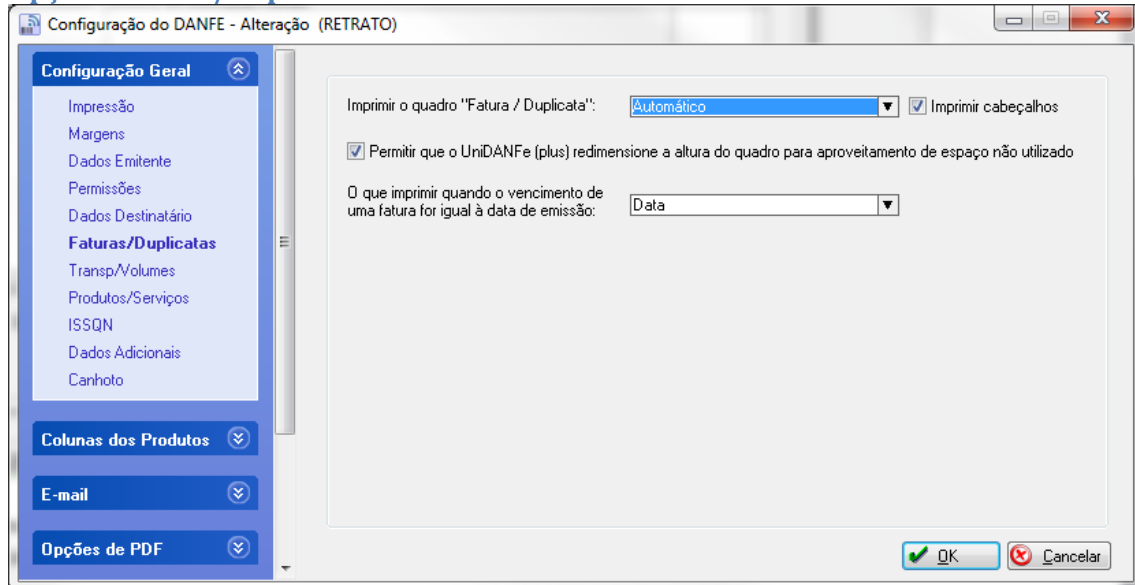 Configuração do DANFE - Alteração (RETRATO)
Configuração Geral
Impressão
Margens
Dados Emitente
Permissões
Dados Destinatário
Faturas/Duplicatas
Transp/Volumes
Produtos/Serviços
ISSQN
Dados Adicionais
Canhoto
Colunas dos Produtos
E-mail
Opções de PDF
Imprimir o quadro "Fatura / Duplicata": Automático Imprimir cabeçalhos
Permitir que o UniDANFe (plus) redimensione a altura do quadro para aproveitamento de espaço não utilizado
O que imprimir quando o vencimento de
uma fatura for igual à data de emissão: Data
OK Cancelar